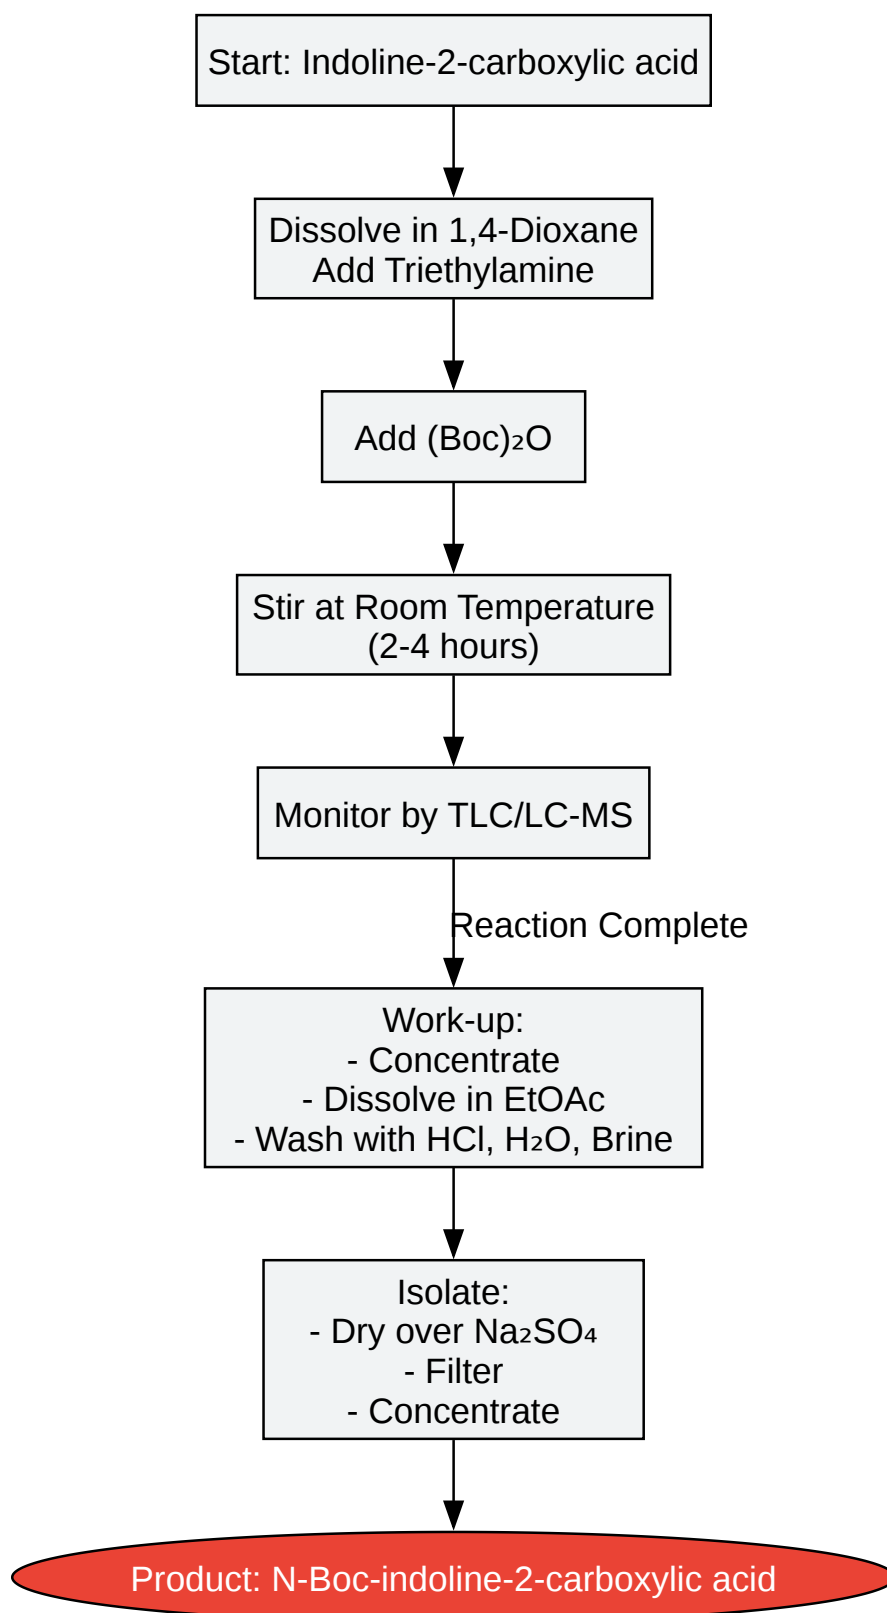 Start: Indoline-2-carboxylic acid
Dissolve in 1,4-Dioxane
Add Triethylamine
Add (Boc)₂O
Stir at Room Temperature
(2-4 hours)
Monitor by TLC/LC-MS
Reaction Complete
Work-up:
- Concentrate
- Dissolve in EtOAc
- Wash with HCl, H₂O, Brine
Isolate:
- Dry over Na₂SO₄
- Filter
- Concentrate
Product: N-Boc-indoline-2-carboxylic acid